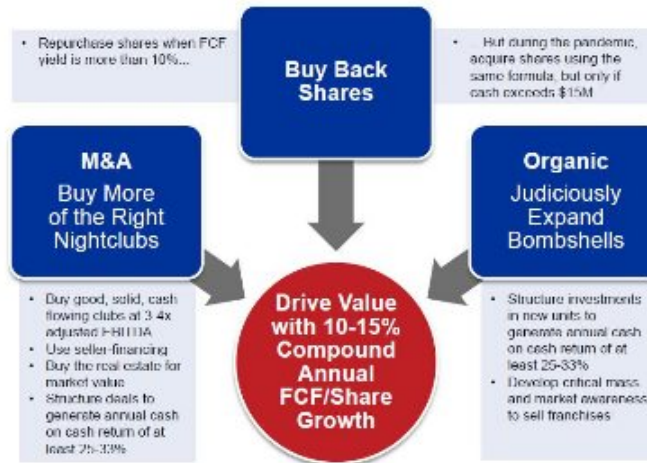 • Repurchase shares when FCF
yield is more than 10%...
Buy Back
Shares
• ... But during the pandemic,
acquire shares using the
same formula, but only if
cash exceeds $15M
M&A
Buy More
of the Right
Nightclubs
• Buy good, solid, cash
flowing clubs at 3-4x
adjusted EBITDA
• Use seller-financing
• Buy the real estate for
market value
• Structure deals to
generate annual cash
on cash return of at
least 25-33%
Drive Value
with 10-15%
Compound
Annual
FCF/Share
Growth
Organic
Judiciously
Expand
Bombshells
• Structure investments
in new units to
generate annual cash
on cash return of at
least 25-33%
• Develop critical mass
and market awareness
to sell franchises